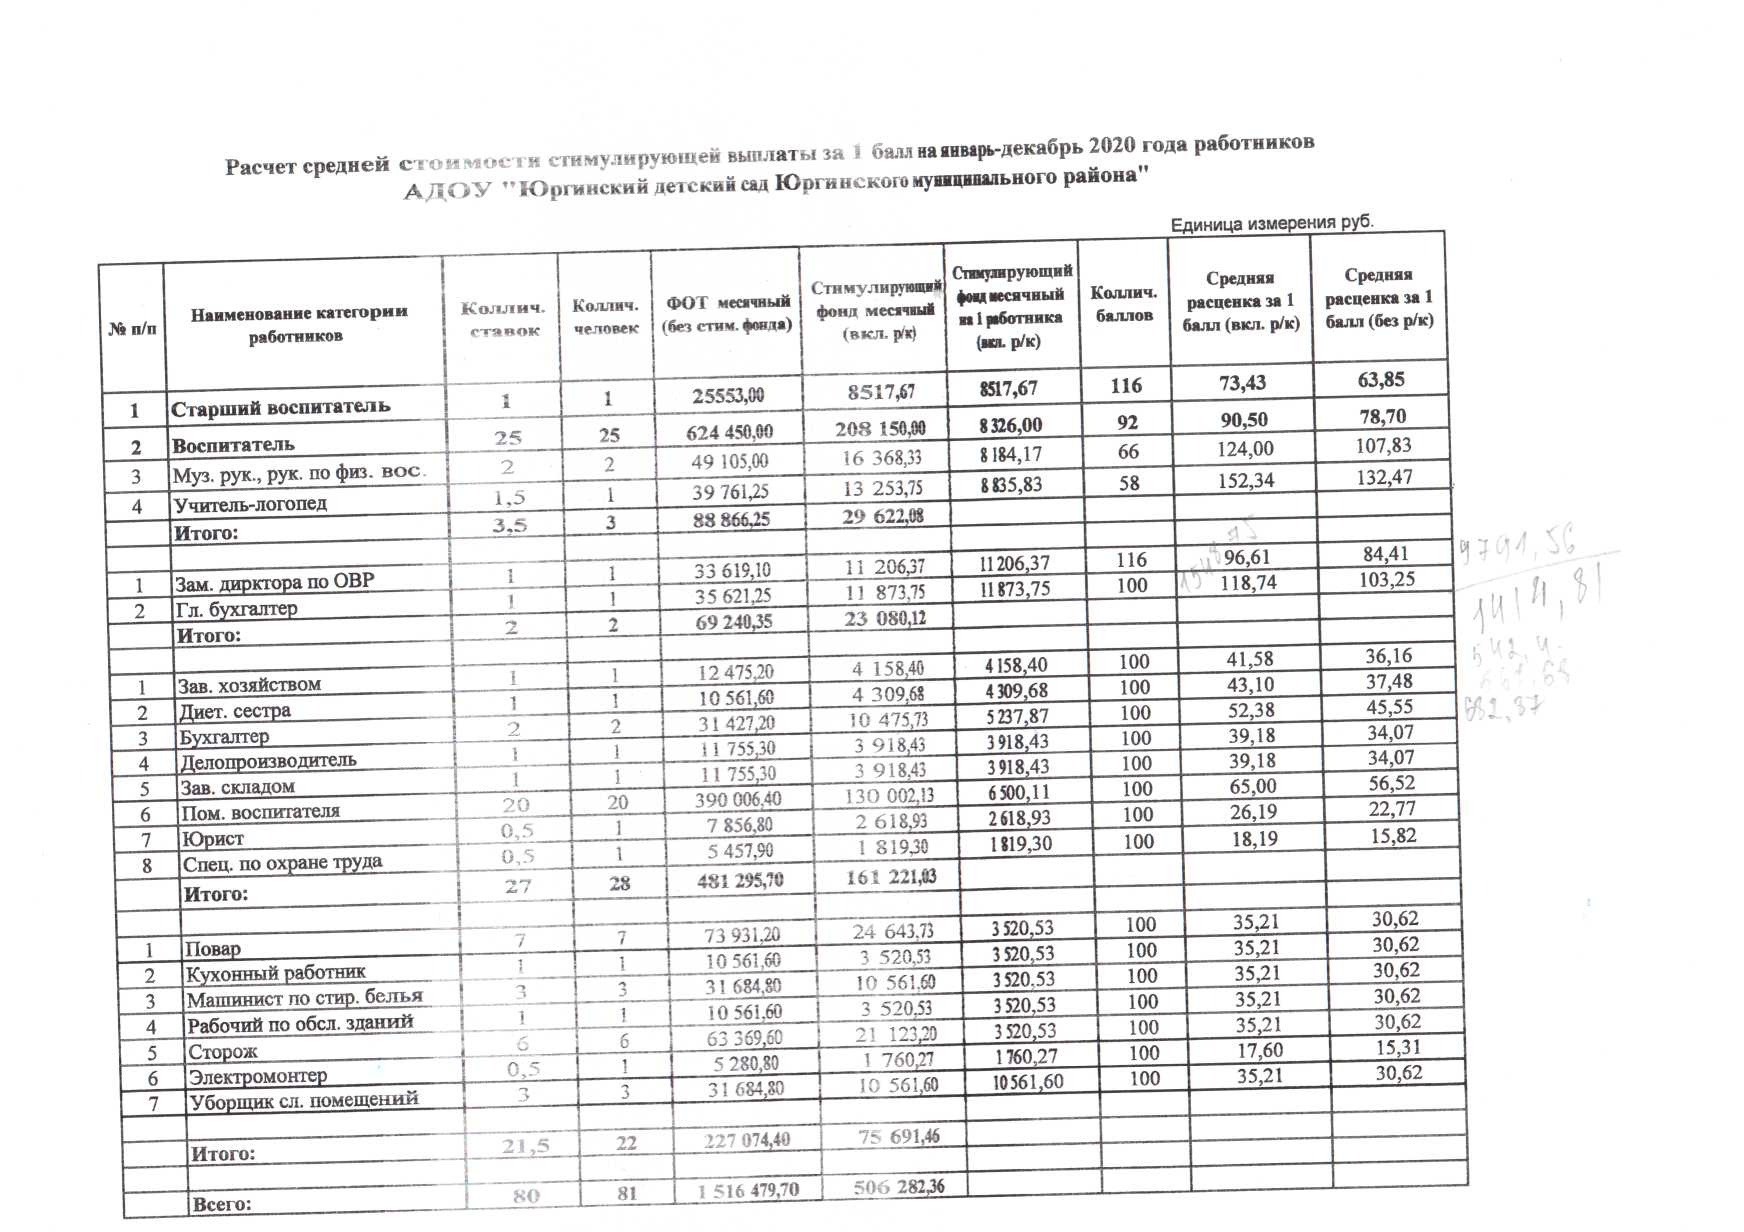 Расчет средней стоимости стимулирующей выплаты за 1 балл на январь-декабрь 2020 года работников
АДОУ "Юргинский детский сад Юргинского муниципального района"
Единица измерения руб.
№ п/п Наименование категории работников Коллич. ставок Коллич. человек ФОТ месячный (без стим. фонда) Стимулирующий фонд месячный (вкл. р/к) Стимулирующий фонд месячный на 1 работника (вкл. р/к) Коллич. баллов Средняя расценка за 1 балл (вкл. р/к) Средняя расценка за 1 балл (без р/к)
1 Старший воспитатель 1 1 25553,00 8517,67 8517,67 116 73,43 63,85
2 Воспитатель 25 25 624 450,00 208 150,00 8 326,00 92 90,50 78,70
3 Муз. рук., рук. по физ. вос. 2 2 49 105,00 16 368,33 8 184,17 66 124,00 107,83
4 Учитель-логопед 1,5 1 39 761,25 13 253,75 8 835,83 58 152,34 132,47
Итого: 3,5 3 88 866,25 29 622,08
1 Зам. дирктора по ОВР 1 1 33 619,10 11 206,37 11 206,37 116 96,61 84,41
2 Гл. бухгалтер 1 1 35 621,25 11 873,75 11 873,75 100 118,74 103,25
Итого: 2 2 69 240,35 23 080,12
1 Зав. хозяйством 1 1 12 475,20 4 158,40 4 158,40 100 41,58 36,16
2 Диет. сестра 1 1 10 561,60 4 309,68 4 309,68 100 43,10 37,48
3 Бухгалтер 2 2 31 427,20 10 475,73 5 237,87 100 52,38 45,55
4 Делопроизводитель 1 1 11 755,30 3 918,43 3 918,43 100 39,18 34,07
5 Зав. складом 1 1 11 755,30 3 918,43 3 918,43 100 39,18 34,07
6 Пом. воспитателя 20 20 390 006,40 130 002,13 6 500,11 100 65,00 56,52
7 Юрист 0,5 1 7 856,80 2 618,93 2 618,93 100 26,19 22,77
8 Спец. по охране труда 0,5 1 5 457,90 1 819,30 1 819,30 100 18,19 15,82
Итого: 27 28 481 295,70 161 221,03
1 Повар 7 7 73 931,20 24 643,73 3 520,53 100 35,21 30,62
2 Кухонный работник 1 1 10 561,60 3 520,53 3 520,53 100 35,21 30,62
3 Машинист по стир. белья 3 3 31 684,80 10 561,60 3 520,53 100 35,21 30,62
4 Рабочий по обсл. зданий 1 1 10 561,60 3 520,53 3 520,53 100 35,21 30,62
5 Сторож 6 6 63 369,60 21 123,20 3 520,53 100 35,21 30,62
6 Электромонтер 0,5 1 5 280,80 1 760,27 1 760,27 100 17,60 15,31
7 Уборщик сл. помещений 3 3 31 684,80 10 561,60 10 561,60 100 35,21 30,62
Итого: 21,5 22 227 074,40 75 691,46
Всего: 80 81 1 516 479,70 506 282,36
9791,56
1414,81